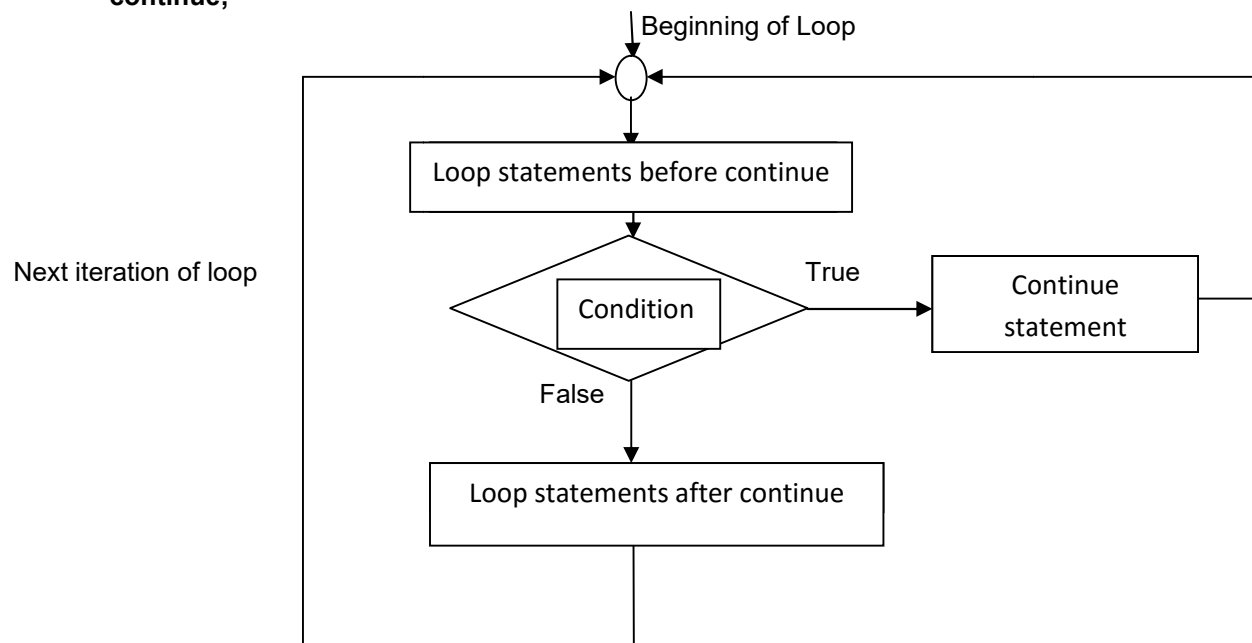 continue;
Beginning of Loop
Loop statements before continue
Next iteration of loop
True
Condition
Continue
statement
False
Loop statements after continue